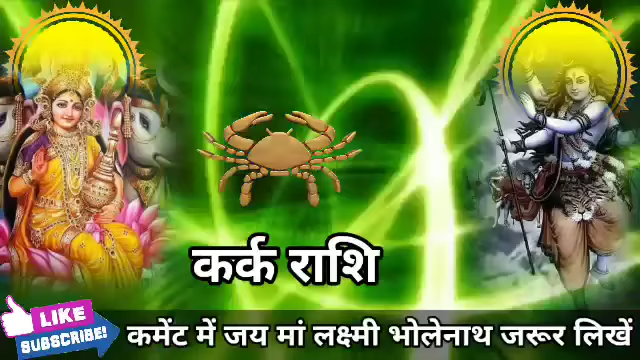 कर्क राशि
LIKE
SUBSCRIBE!
कमेंट में जय मां लक्ष्मी भोलेनाथ जरूर लिखें